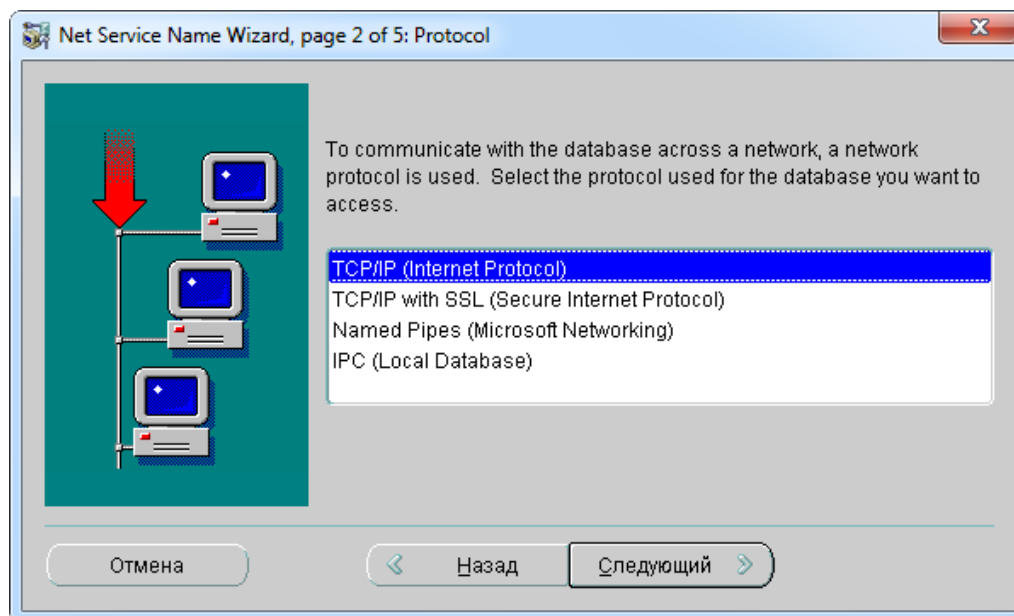 Net Service Name Wizard, page 2 of 5: Protocol
To communicate with the database across a network, a network
protocol is used. Select the protocol used for the database you want to
access.
TCP/IP (Internet Protocol)
TCP/IP with SSL (Secure Internet Protocol)
Named Pipes (Microsoft Networking)
IPC (Local Database)
Отмена
Назад
Следующий